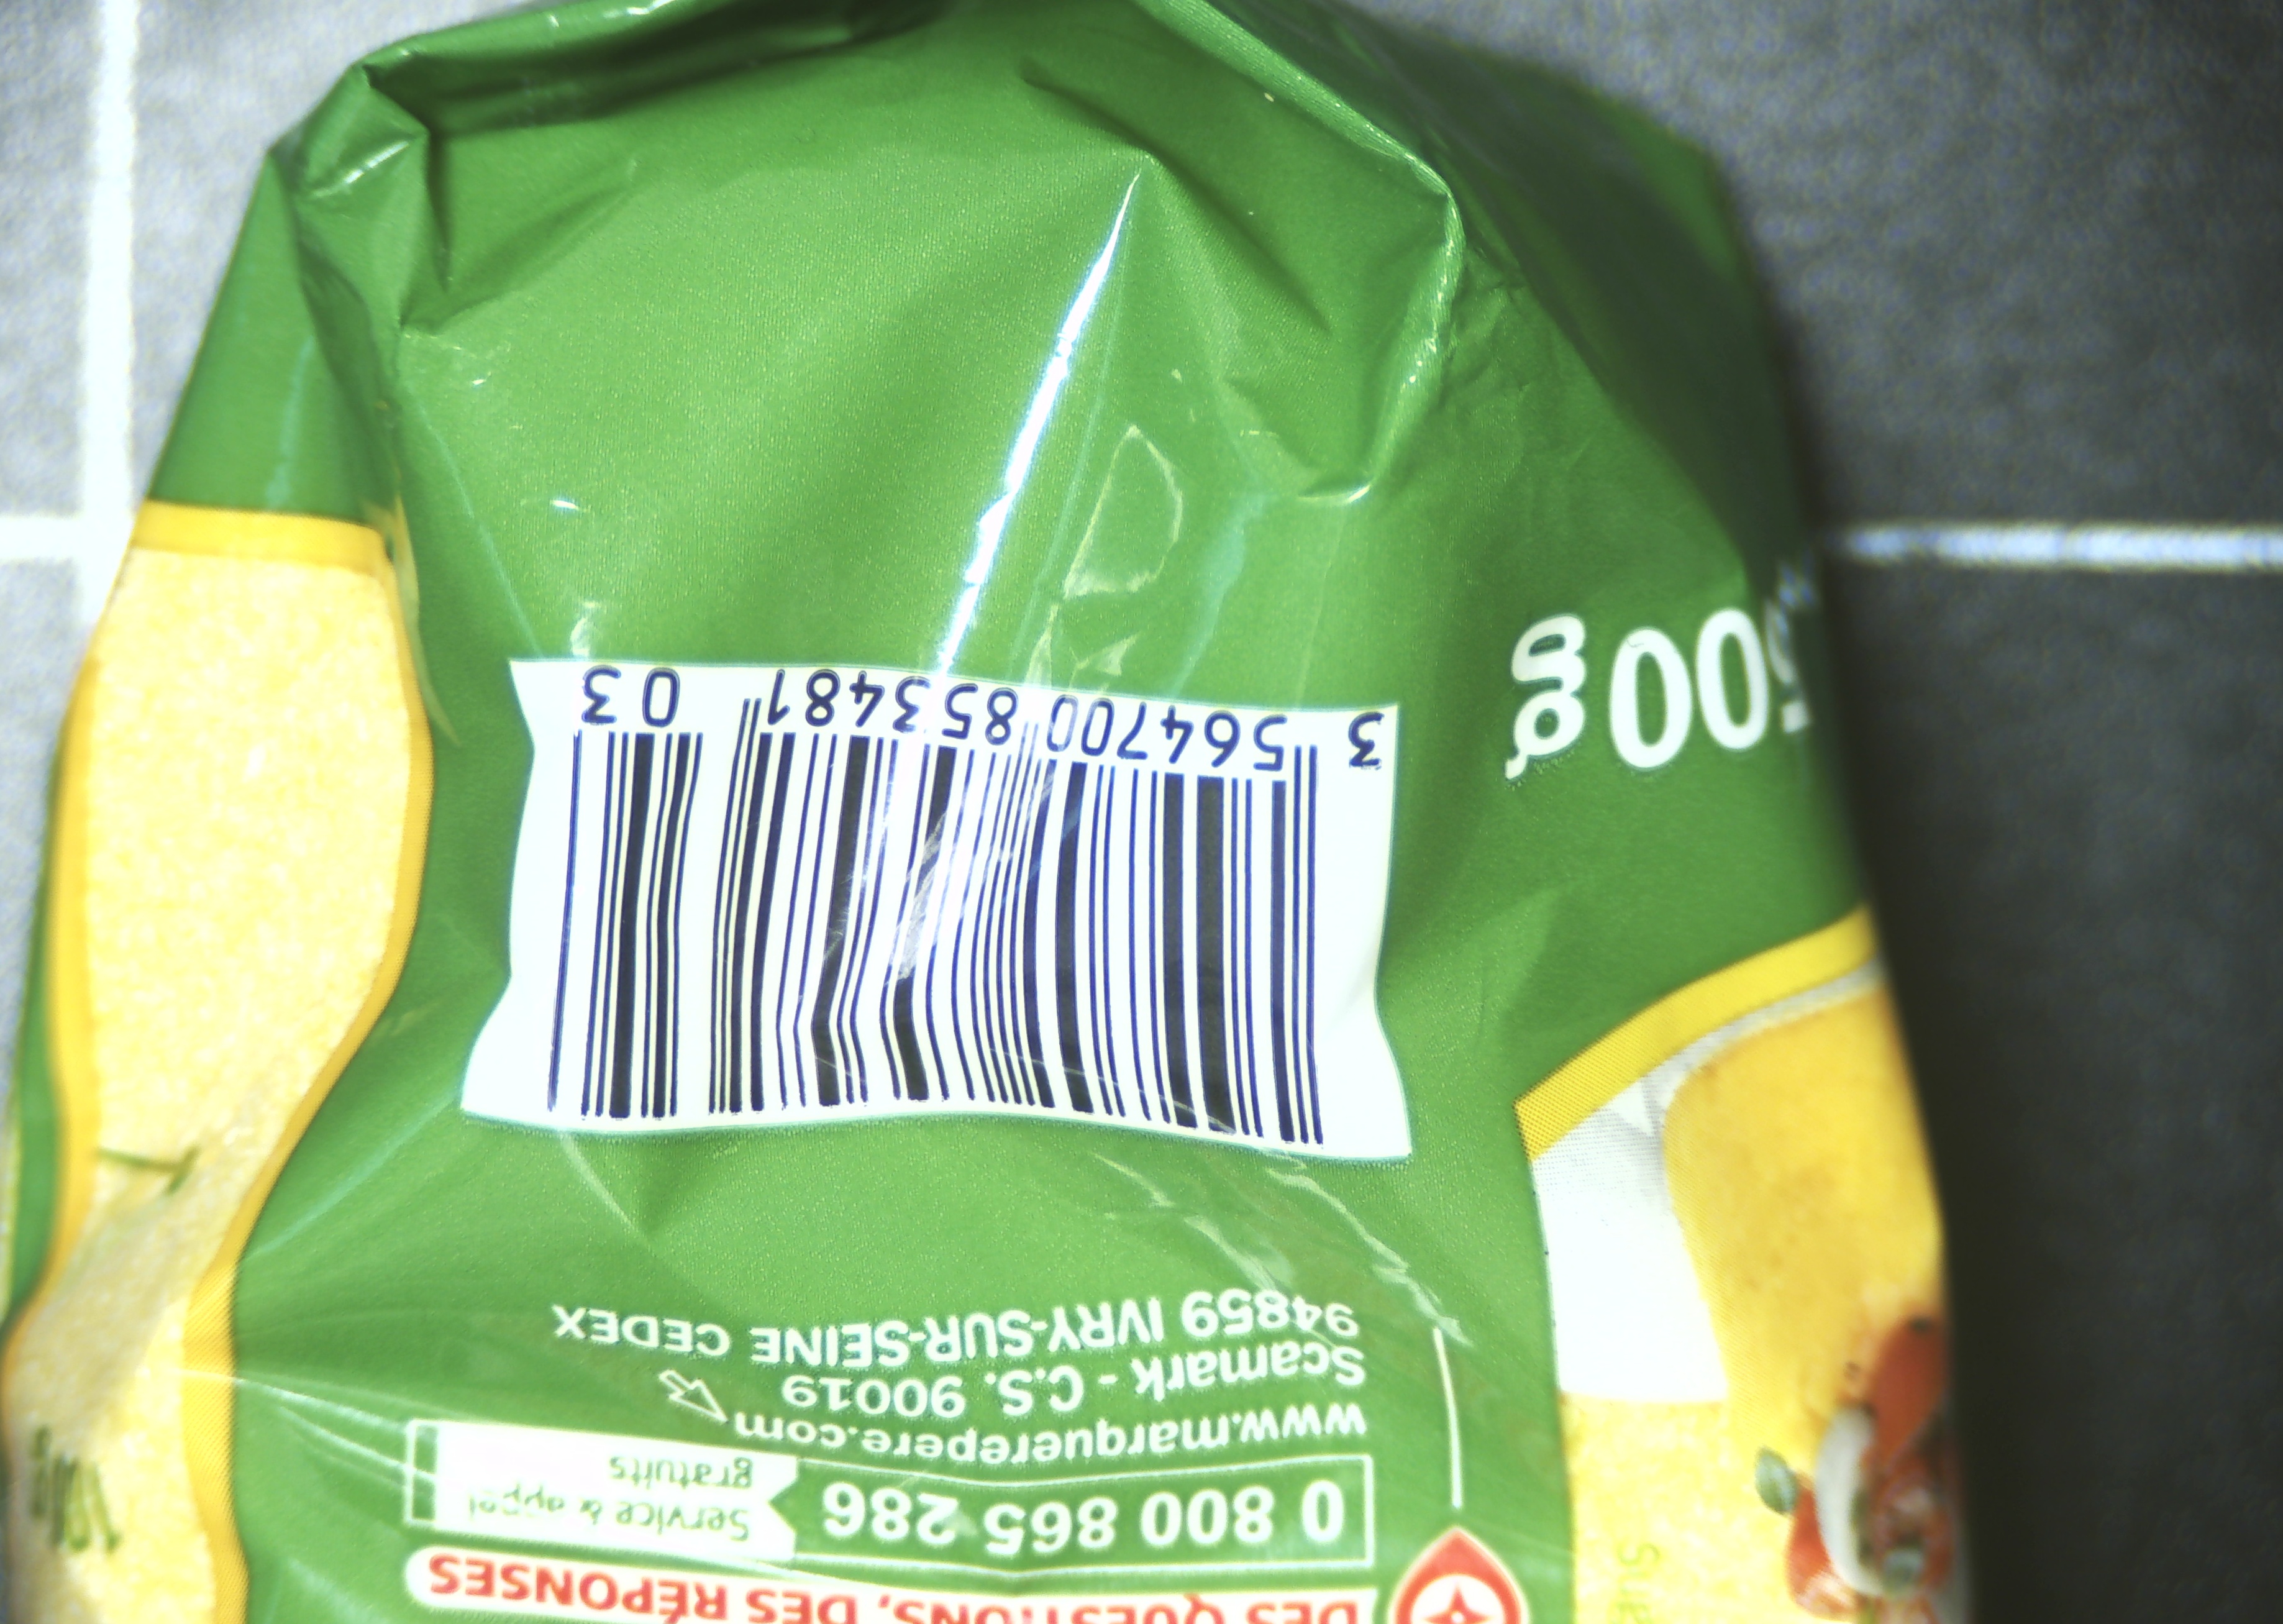 DES QUESTIONS, DES RÉPONSES
0 800 865 286 Service & appel gratuits
www.marquerepere.com
Scamark - C.S. 90019
94859 IVRY-SUR-SEINE CEDEX
3 564700 853481 03
500 g